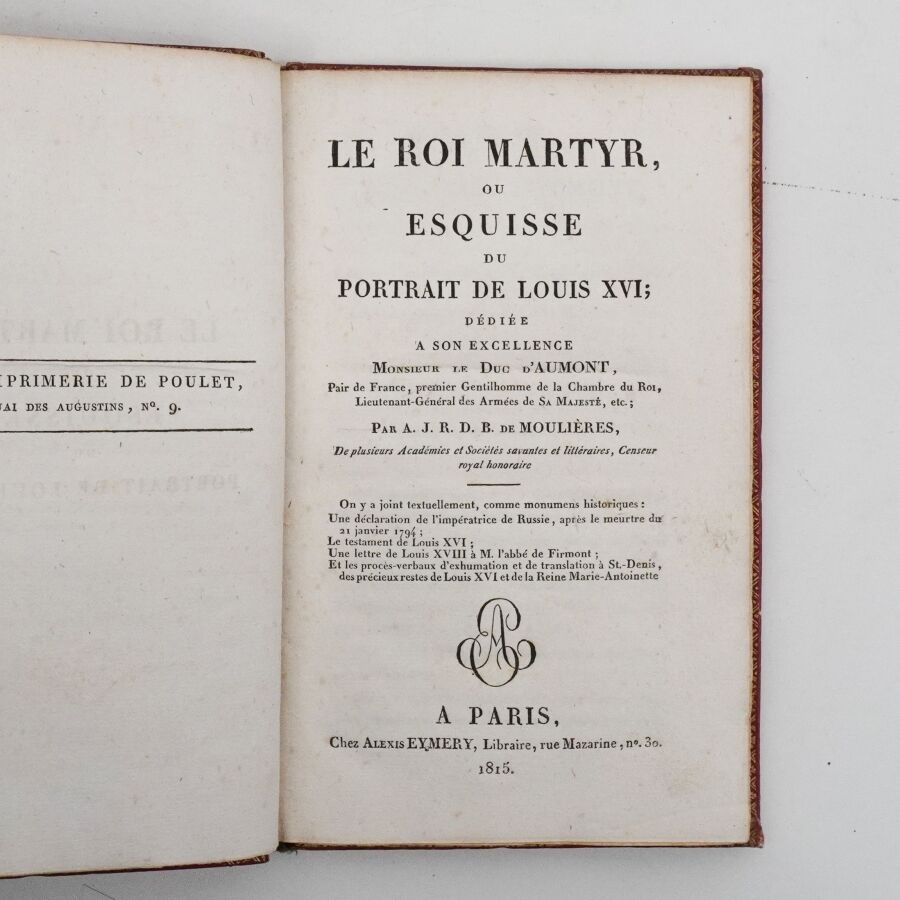 MPRIMERIE DE POULET,
UAI DES AUGUSTINS, Nº. 9.
LE ROI MARTYR,
OU
ESQUISSE
DU
PORTRAIT DE LOUIS XVI;
DÉDIÉE
A SON EXCELLENCE
MONSIEUR LE DUC D'AUMONT,
Pair de France, premier Gentilhomme de la Chambre du ROI,
Lieutenant-Général des Armées de SA MAJESTÉ, etc.;
PAR A. J. R. D. B. DE MOULIÈRES,
De plusieurs Académies et Sociétés savantes et littéraires, Censeur
royal honoraire
On y a joint textuellement, comme monumens historiques :
Une déclaration de l'impératrice de Russie, après le meurtre du
21 janvier 1794 ;
Le testament de Louis XVI ;
Une lettre de Louis XVIII à M. l'abbé de Firmont ;
Et les procès-verbaux d'exhumation et de translation à St.-Denis,
des précieux restes de Louis XVI et de la Reine Marie-Antoinette
A PARIS,
Chez ALEXIS EYMERY, Libraire, rue Mazarine, nº. 30.
1815.